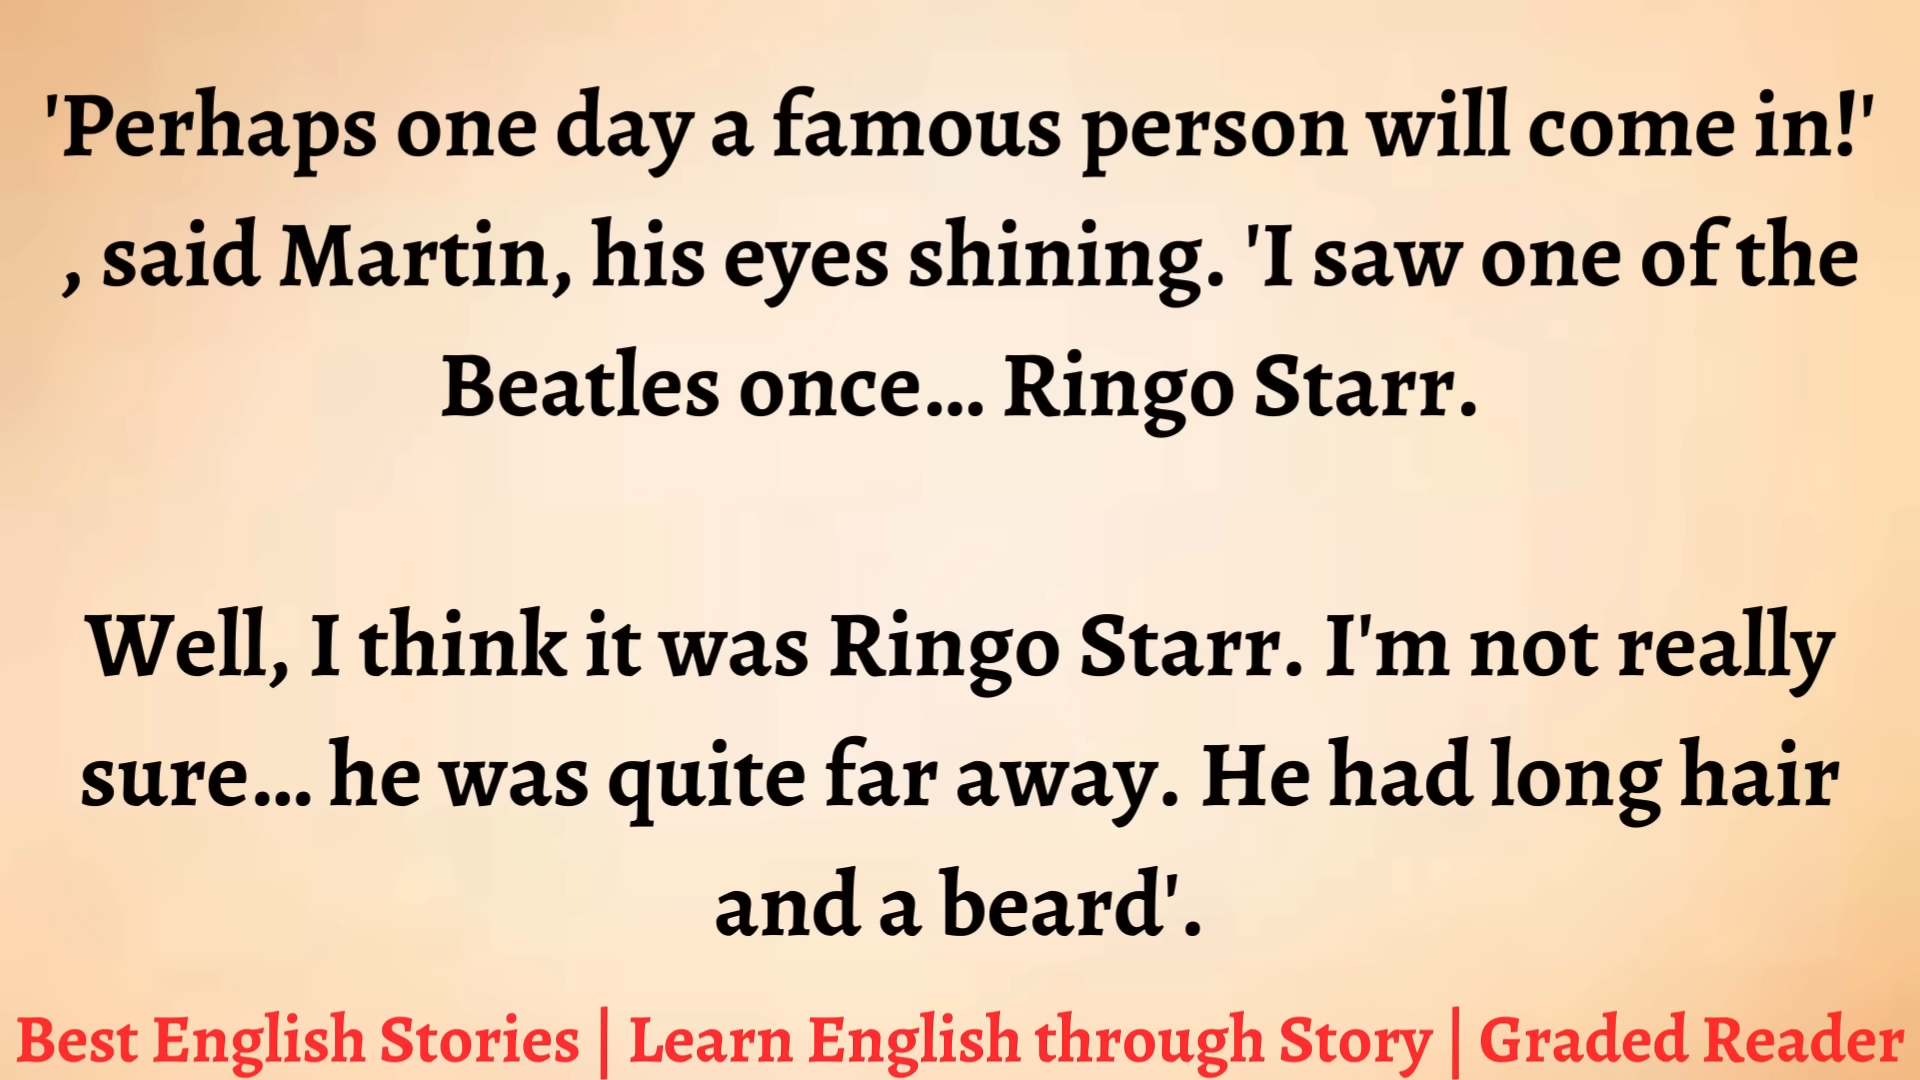 'Perhaps one day a famous person will come in!'
, said Martin, his eyes shining. 'I saw one of the
Beatles once... Ringo Starr.
Well, I think it was Ringo Starr. I'm not really
sure... he was quite far away. He had long hair
and a beard'.
Best English Stories | Learn English through Story | Graded Reader